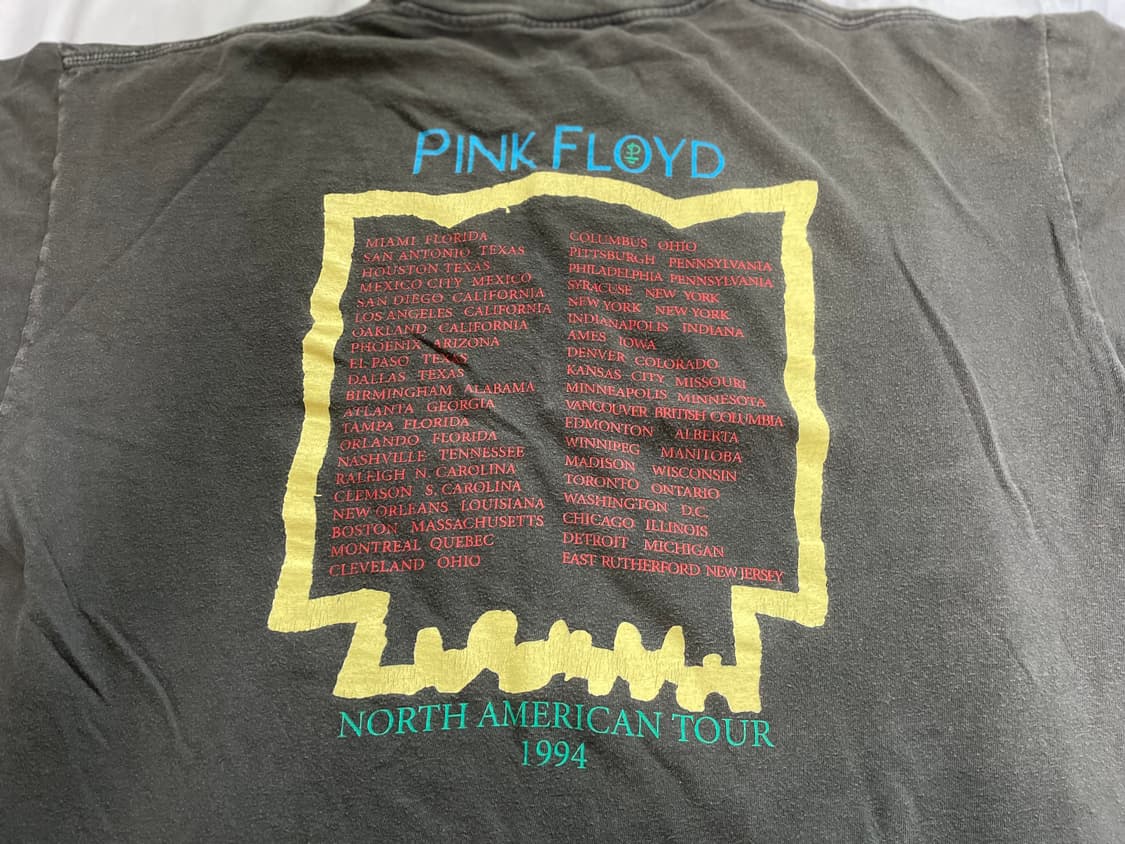 PINK FLOYD
MIAMI FLORIDA
SAN ANTONIO TEXAS
HOUSTON TEXAS
MEXICO CITY MEXICO
SAN DIEGO CALIFORNIA
LOS ANGELES CALIFORNIA
OAKLAND CALIFORNIA
PHOENIX ARIZONA
EL PASO TEXAS
DALLAS TEXAS
BIRMINGHAM ALABAMA
ATLANTA GEORGIA
TAMPA FLORIDA
ORLANDO FLORIDA
NASHVILLE TENNESSEE
RALEIGH N. CAROLINA
CLEMSON S. CAROLINA
NEW ORLEANS LOUISIANA
BOSTON MASSACHUSETTS
MONTREAL QUEBEC
CLEVELAND OHIO
COLUMBUS OHIO
PITTSBURGH PENNSYLVANIA
PHILADELPHIA PENNSYLVANIA
SYRACUSE NEW YORK
NEW YORK NEW YORK
INDIANAPOLIS INDIANA
AMES IOWA
DENVER COLORADO
KANSAS CITY MISSOURI
MINNEAPOLIS MINNESOTA
VANCOUVER BRITISH COLUMBIA
EDMONTON ALBERTA
WINNIPEG MANITOBA
MADISON WISCONSIN
TORONTO ONTARIO
WASHINGTON D.C.
CHICAGO ILLINOIS
DETROIT MICHIGAN
EAST RUTHERFORD NEW JERSEY
NORTH AMERICAN TOUR
1994